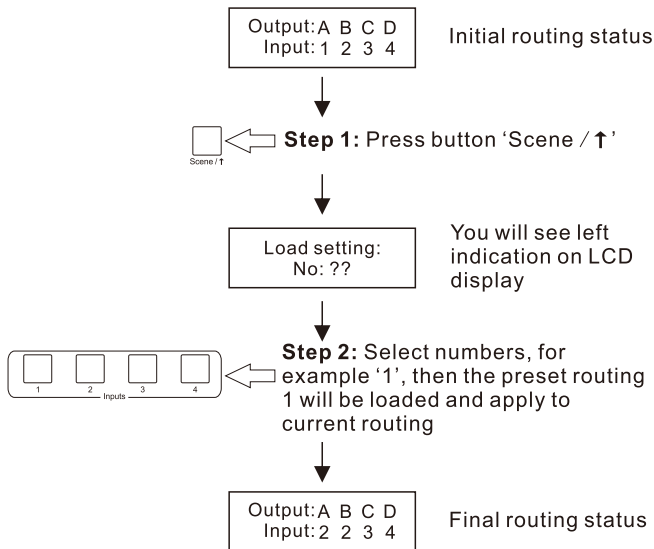 Output: A B C D
Input: 1 2 3 4
Initial routing status
Step 1: Press button ‘Scene / ↑’
Scene / ↑
Load setting:
No: ??
You will see left
indication on LCD
display
Step 2: Select numbers, for
example ‘1’, then the preset routing
1 will be loaded and apply to
current routing
1 2 3 4
Inputs
Output: A B C D
Input: 2 2 3 4
Final routing status